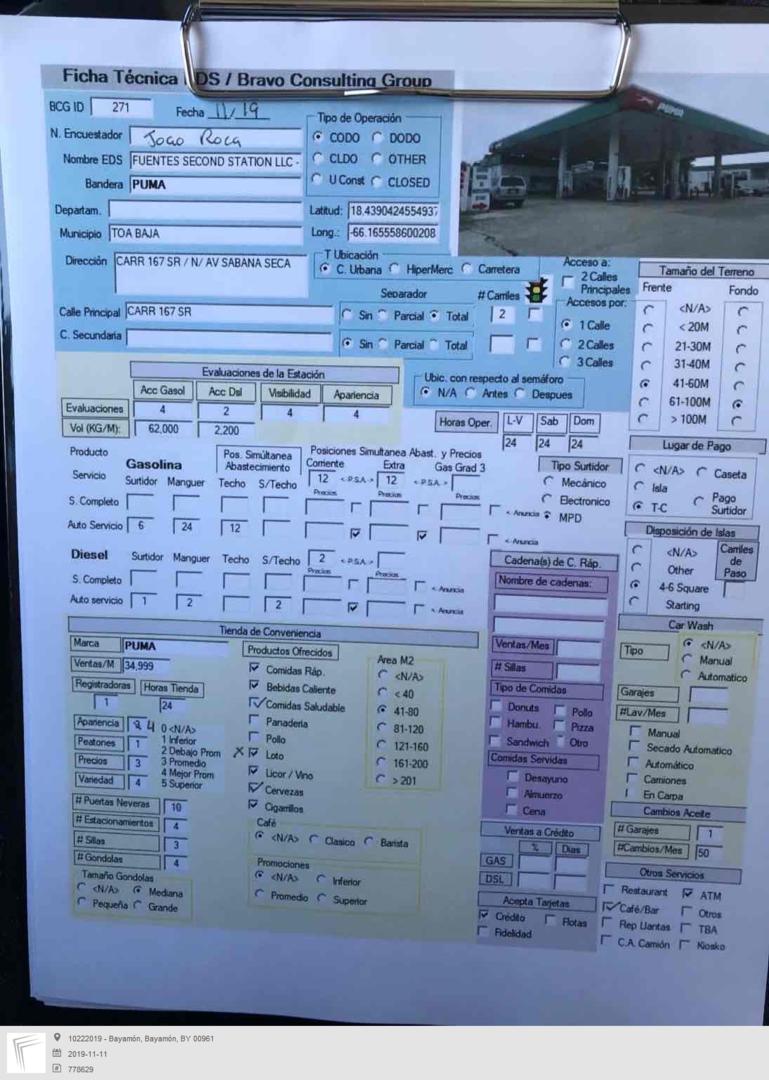 Ficha Técnica EDS / Bravo Consulting Group
BCG ID 271 Fecha 11/19
N. Encuestador Joao Roca
Nombre EDS FUENTES SECOND STATION LLC -
Bandera PUMA
Tipo de Operación
CODO DODO
CLDO OTHER
U Const CLOSED
PUMA
Departam. Latitud: 18.4390424554937
Municipio TOA BAJA Long.: -66.165558600208
Dirección CARR 167 SR / N/ AV SABANA SECA
T Ubicación
C. Urbana HiperMerc Carretera
Separador # Carriles
Calle Principal CARR 167 SR Sin Parcial Total 2
C. Secundaria Sin Parcial Total
Acceso a:
2 Calles
Principales
Accesos por:
1 Calle
2 Calles
3 Calles
Tamaño del Terreno
Frente Fondo
<N/A>
< 20M
21-30M
31-40M
41-60M
61-100M
> 100M
Evaluaciones de la Estación
Acc Gasol Acc Dsl Visibilidad Apariencia
Evaluaciones 4 2 4 4
Vol (KG/M): 62,000 2,200
Ubic. con respecto al semáforo
N/A Antes Despues
Horas Oper. L-V Sab Dom
24 24 24
Lugar de Pago
<N/A> Caseta
Isla Pago
T-C Surtidor
Producto
Servicio
Gasolina
Surtidor Manguer
Pos. Simúltanea
Abastecimiento
Techo S/Techo
Posiciones Simultanea Abast. y Precios
Corriente Extra Gas Grad 3
12 <-P.S.A.-> 12 <-P.S.A.->
Precios Precios Precios
S. Completo < Anuncia
Auto Servicio 6 24 12 < Anuncia
Tipo Surtidor
Mecánico
Electronico
MPD
Disposición de Islas
<N/A>
Other
4-6 Square
Starting
Carriles
de
Paso
Diesel Surtidor Manguer Techo S/Techo 2 <-P.S.A.->
Precios Precios
S. Completo < Anuncia
Auto servicio 1 2 2 < Anuncia
Cadena(s) de C. Ráp.
Nombre de cadenas:
Ventas/Mes
# Sillas
Tipo de Comidas
Donuts Pollo
Hambu. Pizza
Sandwich Otro
Comidas Servidas
Desayuno
Almuerzo
Cena
Car Wash
Tipo <N/A>
Manual
Automatico
Garajes
#Lav/Mes
Manual
Secado Automatico
Automático
Camiones
En Carpa
Tienda de Conveniencia
Marca PUMA
Ventas/M 34,999
Registradoras Horas Tienda
1 24
Apariencia 4
Peatones 1
Precios 3
Variedad 4
0 <N/A>
1 Inferior
2 Debajo Prom
3 Promedio
4 Mejor Prom
5 Superior
# Puertas Neveras 10
# Estacionamientos 4
# Sillas 3
# Gondolas 4
Tamaño Gondolas
<N/A> Mediana
Pequeña Grande
Productos Ofrecidos
Comidas Ráp.
Bebidas Caliente
Comidas Saludable
Panaderia
Pollo
X Loto
Licor / Vino
Cervezas
Cigarrillos
Area M2
<N/A>
< 40
41-80
81-120
121-160
161-200
> 201
Café
<N/A> Clasico Barista
Promociones
<N/A> Inferior
Promedio Superior
Ventas a Crédito
% Dias
GAS
DSL
Acepta Tarjetas
Crédito Flotas
Fidelidad
Cambios Aceite
# Garajes 1
#Cambios/Mes 50
Otros Servicios
Restaurant ATM
Café/Bar Otros
Rep Llantas TBA
C.A. Camión Kiosko
10222019 - Bayamón, Bayamón, BY 00961
2019-11-11
778629